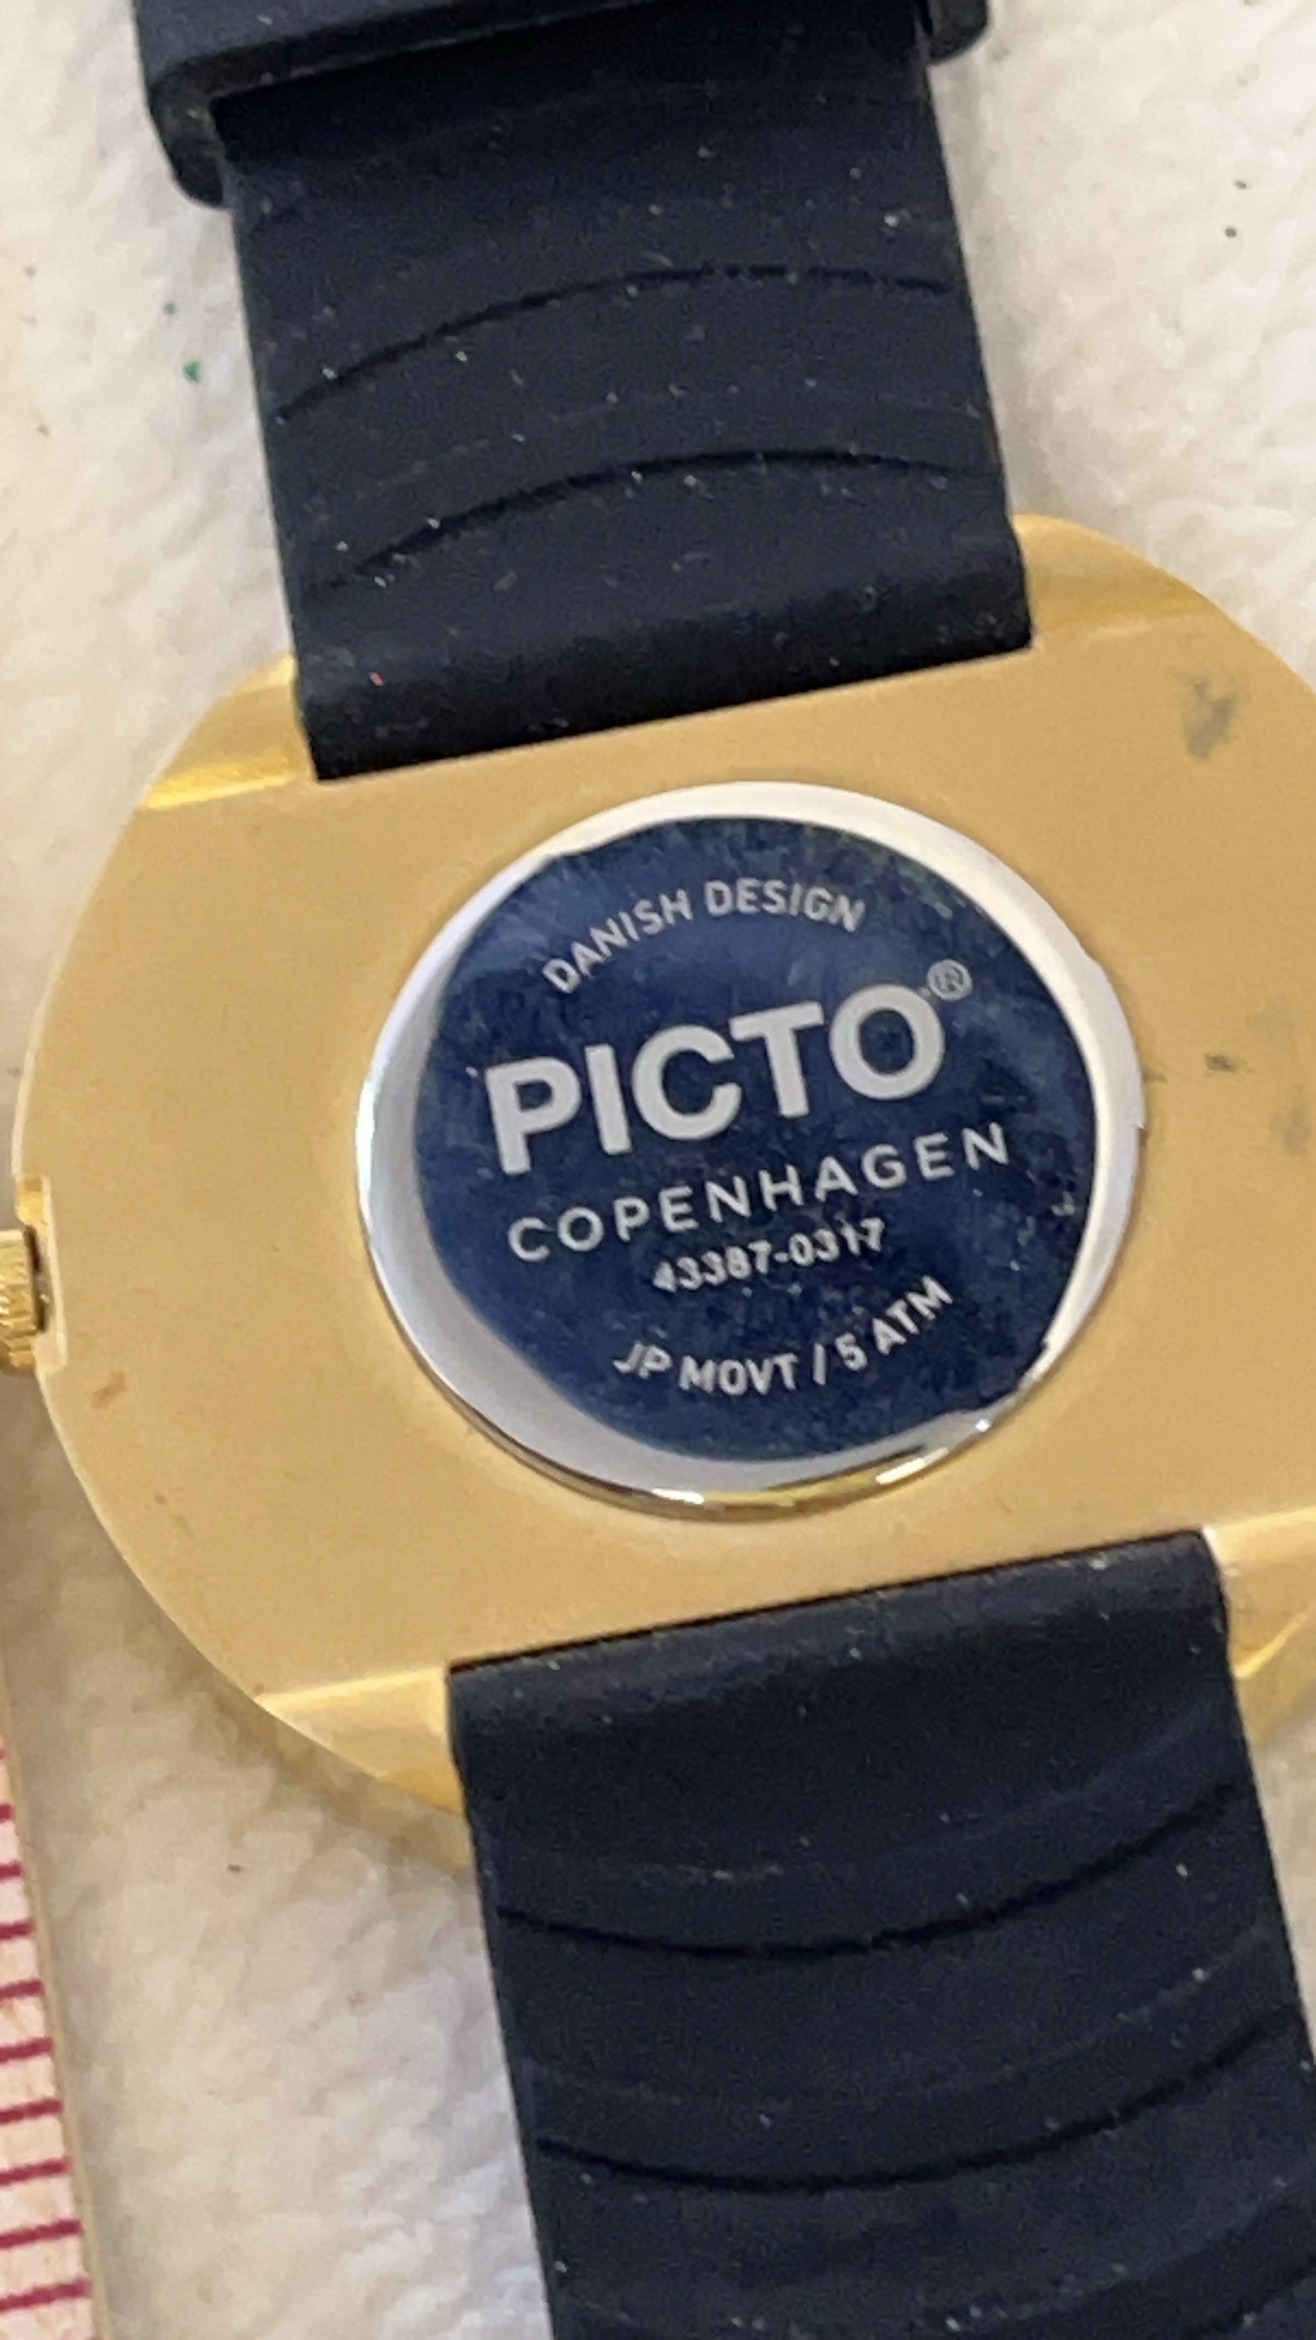 DANISH DESIGN
PICTO®
COPENHAGEN
43387-0317
JP MOVT / 5 ATM